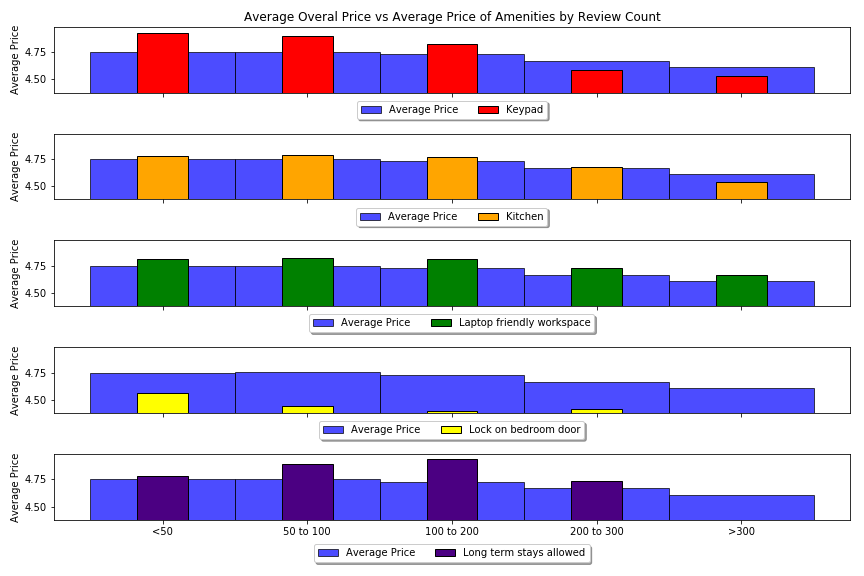 Average Overal Price vs Average Price of Amenities by Review Count
Average Price
4.75
4.50
Average Price Keypad
Average Price
4.75
4.50
Average Price Kitchen
Average Price
4.75
4.50
Average Price Laptop friendly workspace
Average Price
4.75
4.50
Average Price Lock on bedroom door
Average Price
4.75
4.50
<50 50 to 100 100 to 200 200 to 300 >300
Average Price Long term stays allowed